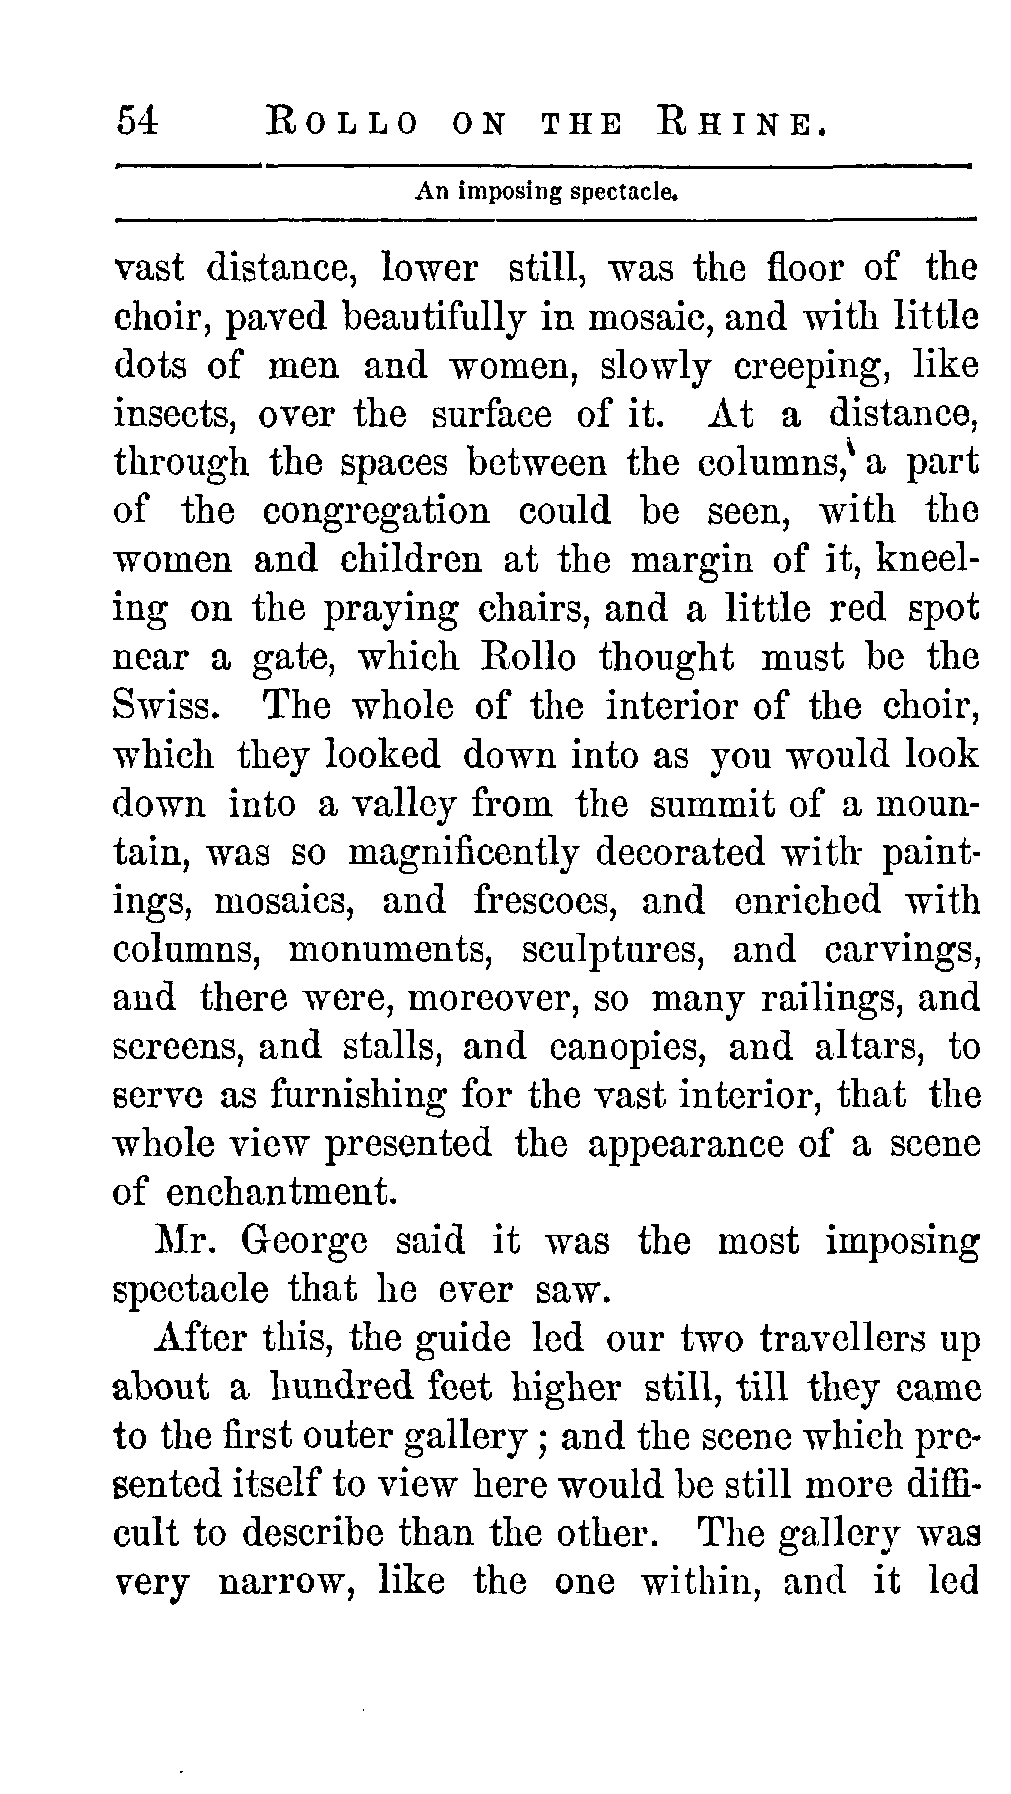 54 ROLLO ON THE RHINE.
An imposing spectacle.
vast distance, lower still, was the floor of the
choir, paved beautifully in mosaic, and with little
dots of men and women, slowly creeping, like
insects, over the surface of it. At a distance,
through the spaces between the columns, a part
of the congregation could be seen, with the
women and children at the margin of it, kneel-
ing on the praying chairs, and a little red spot
near a gate, which Rollo thought must be the
Swiss. The whole of the interior of the choir,
which they looked down into as you would look
down into a valley from the summit of a moun-
tain, was so magnificently decorated with paint-
ings, mosaics, and frescoes, and enriched with
columns, monuments, sculptures, and carvings,
and there were, moreover, so many railings, and
screens, and stalls, and canopies, and altars, to
serve as furnishing for the vast interior, that the
whole view presented the appearance of a scene
of enchantment.
Mr. George said it was the most imposing
spectacle that he ever saw.
After this, the guide led our two travellers up
about a hundred feet higher still, till they came
to the first outer gallery; and the scene which pre-
sented itself to view here would be still more diffi-
cult to describe than the other. The gallery was
very narrow, like the one within, and it led